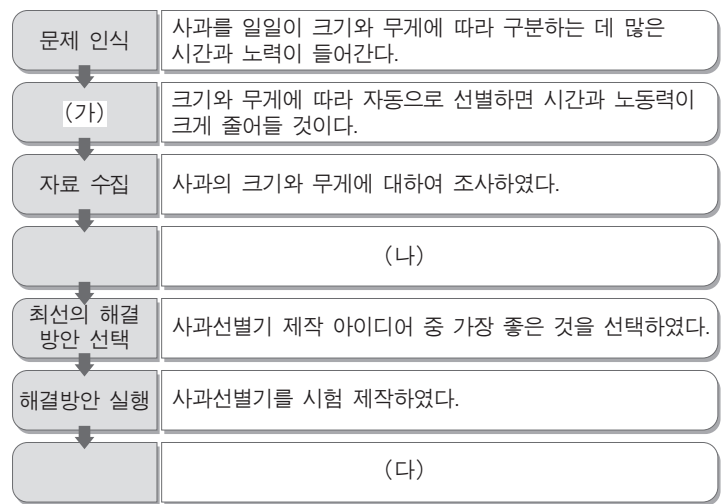 문제 인식
사과를 일일이 크기와 무게에 따라 구분하는 데 많은
시간과 노력이 들어간다.
(가)
크기와 무게에 따라 자동으로 선별하면 시간과 노동력이
크게 줄어들 것이다.
자료 수집
사과의 크기와 무게에 대하여 조사하였다.
(나)
최선의 해결
방안 선택
사과선별기 제작 아이디어 중 가장 좋은 것을 선택하였다.
해결방안 실행
사과선별기를 시험 제작하였다.
(다)